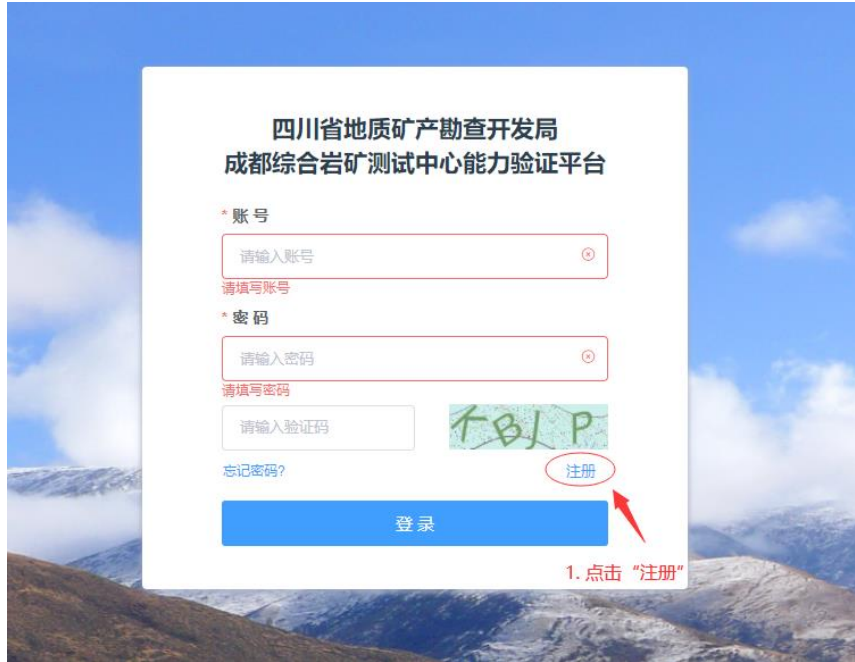 四川省地质矿产勘查开发局
成都综合岩矿测试中心能力验证平台
* 账号
请输入账号
请填写账号
* 密码
请输入密码
请填写密码
请输入验证码
忘记密码? 注册
登录
1. 点击“注册”